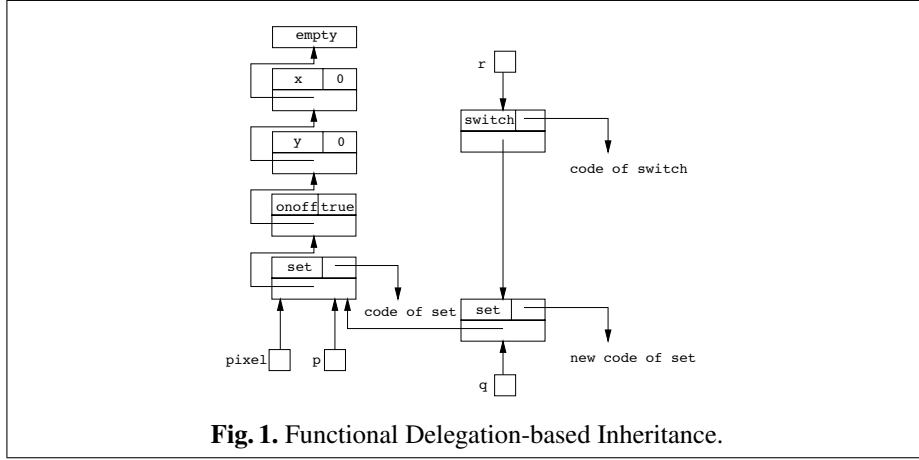 empty
x 0
r
switch
y 0
code of switch
onoff true
set
code of set
set
pixel p
new code of set
q
Fig. 1. Functional Delegation-based Inheritance.